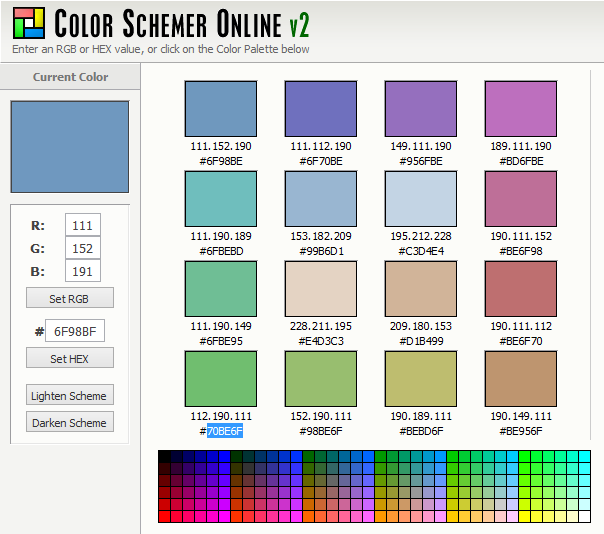 COLOR SCHEMER ONLINE v2
Enter an RGB or HEX value, or click on the Color Palette below
Current Color
R: 111
G: 152
B: 191
Set RGB
# 6F98BF
Set HEX
Lighten Scheme
Darken Scheme
111.152.190 111.112.190 149.111.190 189.111.190
#6F98BE #6F70BE #956FBE #BD6FBE
111.190.189 153.182.209 195.212.228 190.111.152
#6FBEBD #99B6D1 #C3D4E4 #BE6F98
111.190.149 228.211.195 209.180.153 190.111.112
#6FBE95 #E4D3C3 #D1B499 #BE6F70
112.190.111 152.190.111 190.189.111 190.149.111
#70BE6F #98BE6F #BEBD6F #BE956F